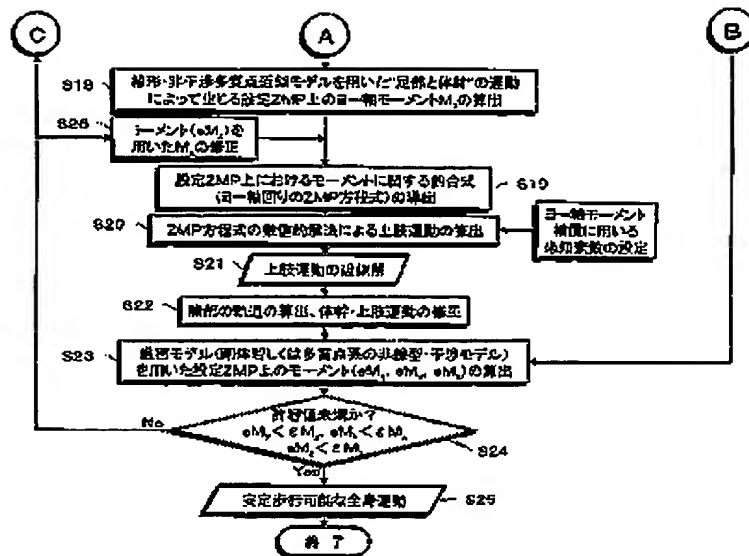 C
A
B
S18
線形・非干渉多質点近似モデルを用いた"足部と体幹"の運動
によって生じる設定ZMP上のヨー軸モーメントMzの算出
S26
モーメント(eMz)を
用いたMzの修正
設定ZMP上におけるモーメントに関する釣合式
(ヨー軸回りのZMP方程式)の導出
S19
S20
ZMP方程式の数値的解法による上肢運動の算出
ヨー軸モーメント
補償に用いる
未知変数の設定
S21
上肢運動の近似解
S22
腰部の軌道の算出、体幹・上肢運動の修正
S23
厳密モデル(剛体若しくは多質点系の非線型・干渉モデル)
を用いた設定ZMP上のモーメント(eMx, eMy, eMz)の算出
許容値未満か?
No
eMz < εMz
S24
Yes
安定歩行可能な全身運動
S25
終了